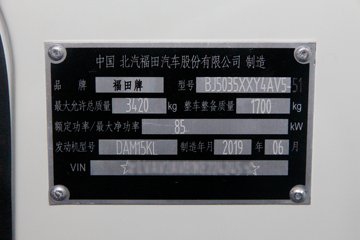 中国 北汽福田汽车股份有限公司 制造
品牌 福田牌 型号 BJ5035XXY4AV5-51
最大允许总质量 3420 kg 整车整备质量 1700 kg
额定功率/最大净功率 85 kW
发动机型号 DAM15KL 制造年月 2019 年 06 月
VIN